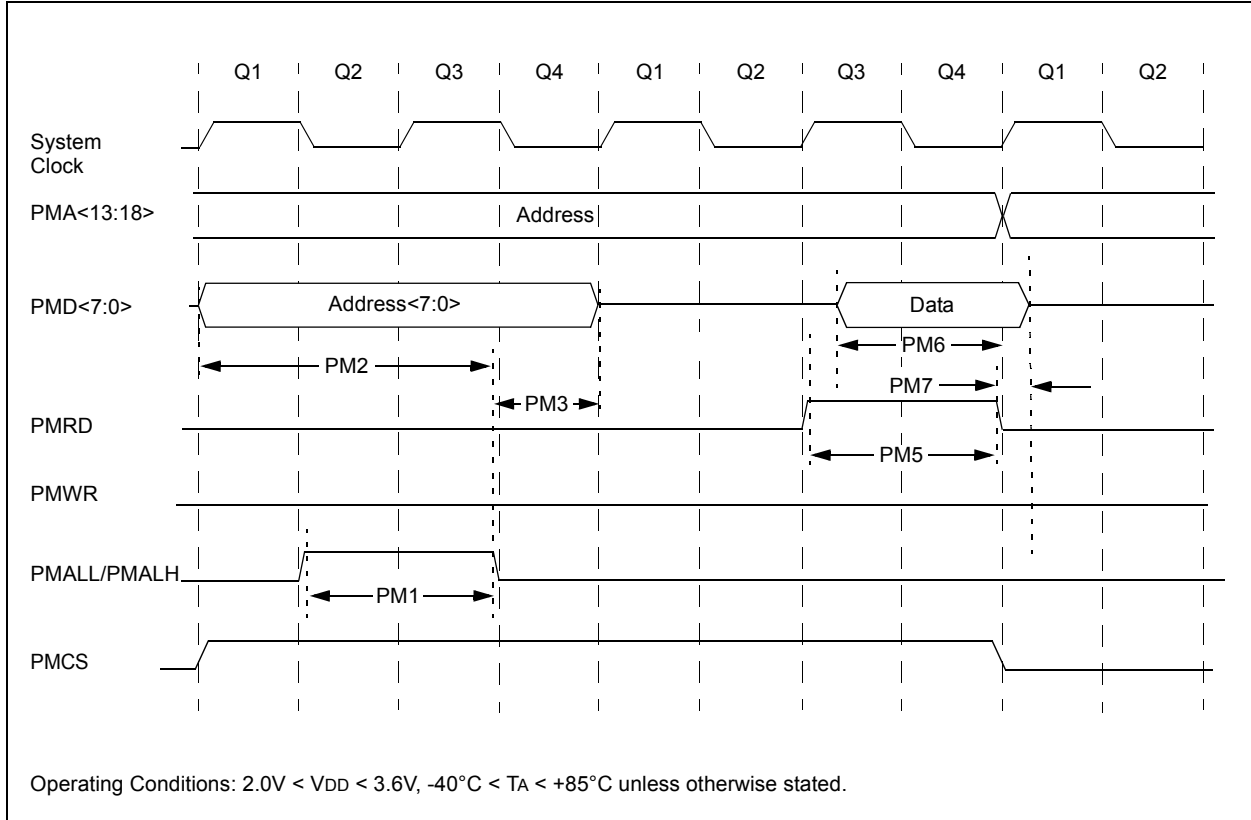 Q1 Q2 Q3 Q4 Q1 Q2 Q3 Q4 Q1 Q2
System
Clock
PMA<13:18>
Address
PMD<7:0>
Address<7:0>
Data
PM2
PM6
PM7
PM3
PMRD
PM5
PMWR
PMALL/PMALH
PM1
PMCS
Operating Conditions: 2.0V < VDD < 3.6V, -40°C < TA < +85°C unless otherwise stated.